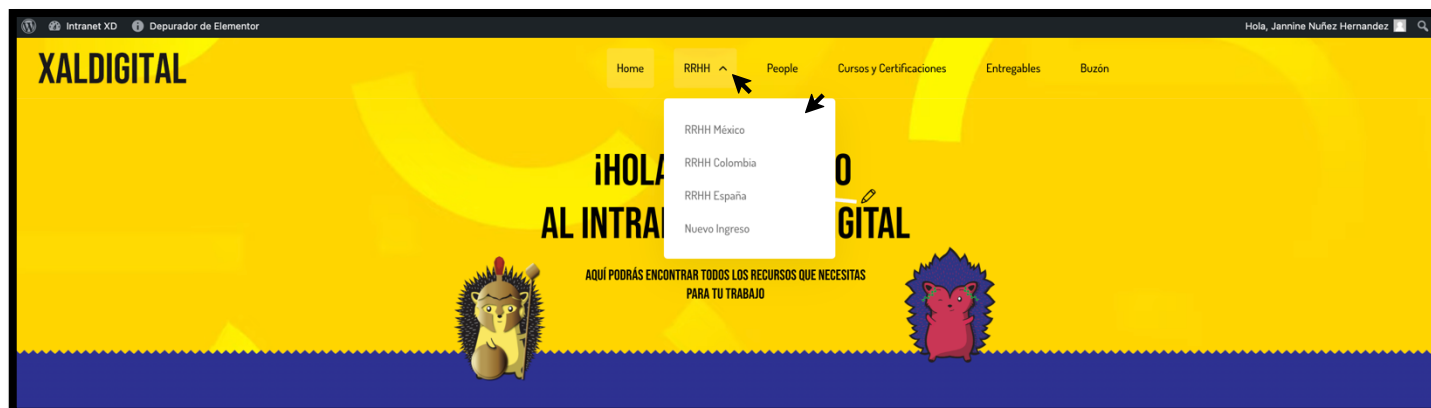 Intranet XD Depurador de Elementor Hola, Jannine Nuñez Hernandez
XALDIGITAL Home RRHH People Cursos y Certificaciones Entregables Buzón
RRHH México
RRHH Colombia
RRHH España
Nuevo Ingreso
¡HOLA O
AL INTRA GITAL
AQUÍ PODRÁS ENCONTRAR TODOS LOS RECURSOS QUE NECESITAS
PARA TU TRABAJO